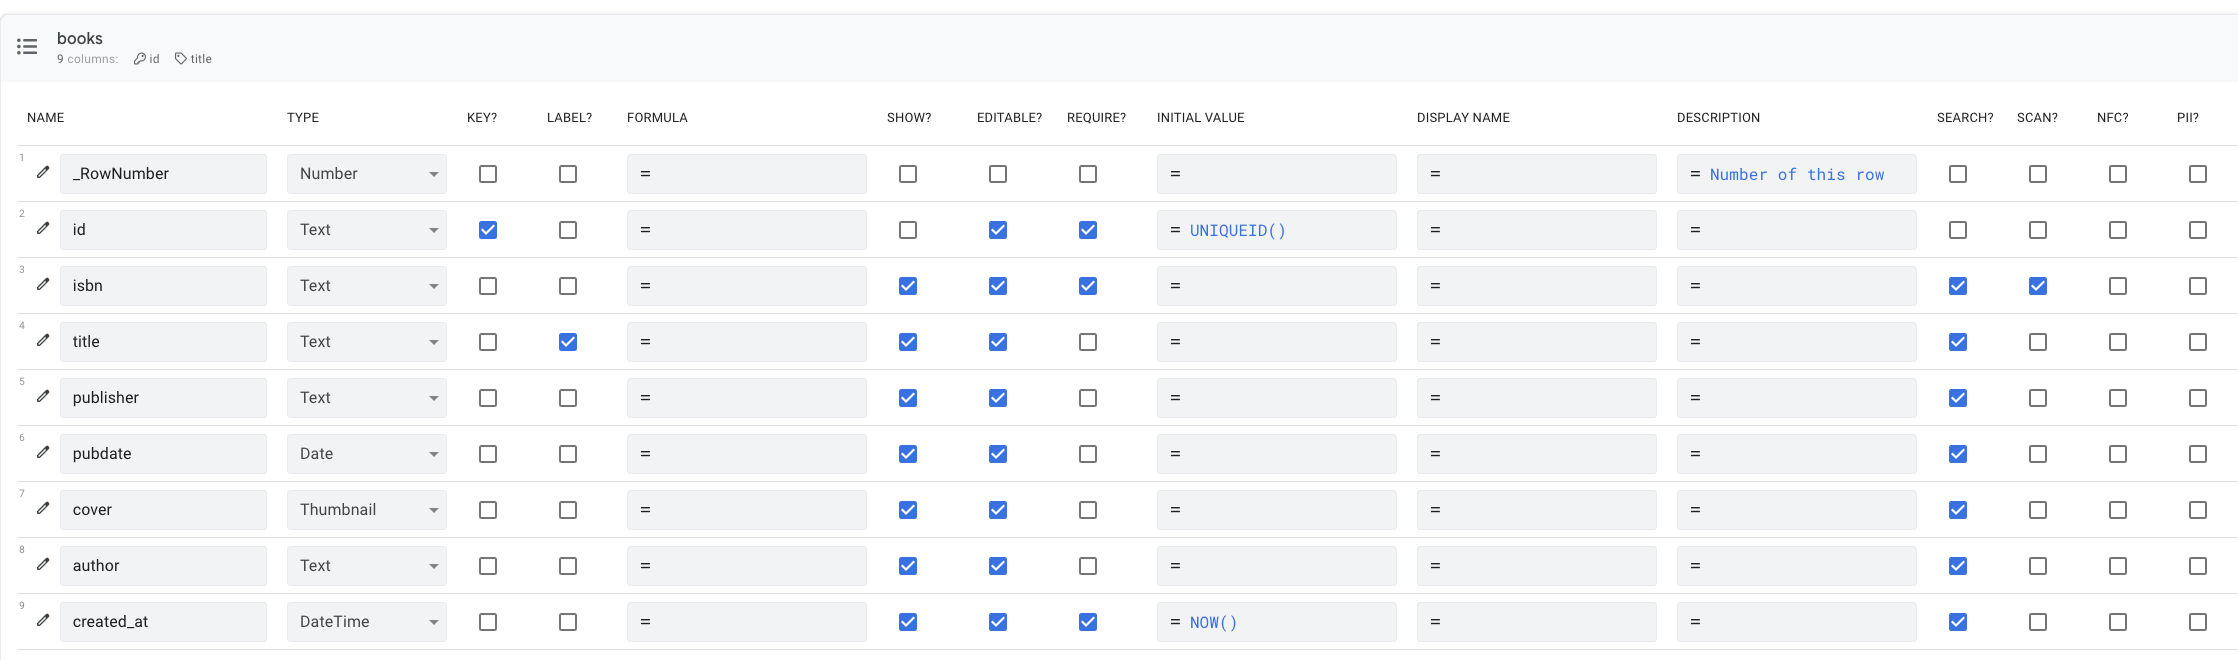 books
9 columns: id title
NAME TYPE KEY? LABEL? FORMULA SHOW? EDITABLE? REQUIRE? INITIAL VALUE DISPLAY NAME DESCRIPTION SEARCH? SCAN? NFC? PII?
1 _RowNumber Number = = = = Number of this row
2 id Text = = UNIQUEID() = =
3 isbn Text = = = =
4 title Text = = = =
5 publisher Text = = = =
6 pubdate Date = = = =
7 cover Thumbnail = = = =
8 author Text = = = =
9 created_at DateTime = = NOW() = =